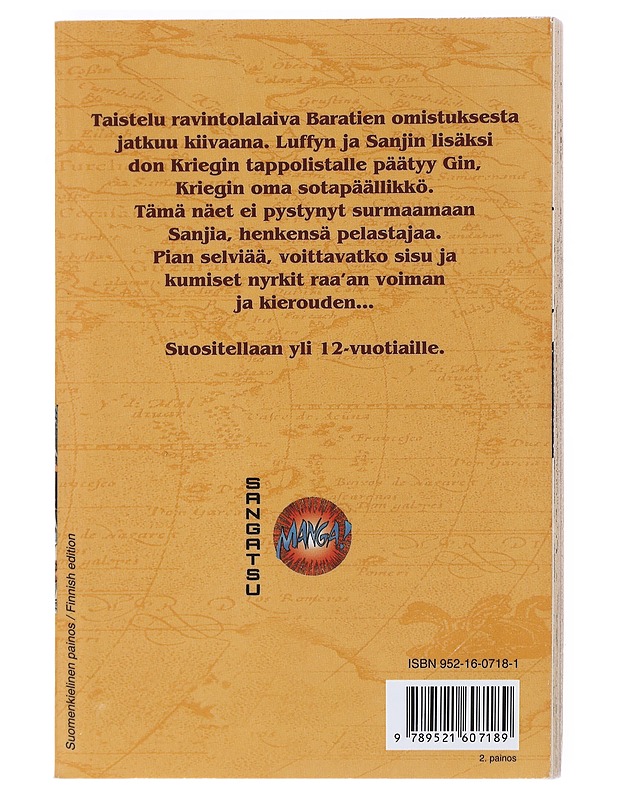 Taistelu ravintolalaiva Baratien omistuksesta
jatkuu kiivaana. Luffyn ja Sanjin lisäksi
don Kriegin tappolistalle päätyy Gin,
Kriegin oma sotapäällikkö.
Tämä näet ei pystynyt surmaamaan
Sanjia, henkensä pelastajaa.
Pian selviää, voittavatko sisu ja
kumiset nyrkit raa’an voiman
ja kierouden...
Suositellaan yli 12-vuotiaille.
SANGATSU
MANGA!
Suomenkielinen painos / Finnish edition
ISBN 952-16-0718-1
9 789521 607189
2. painos